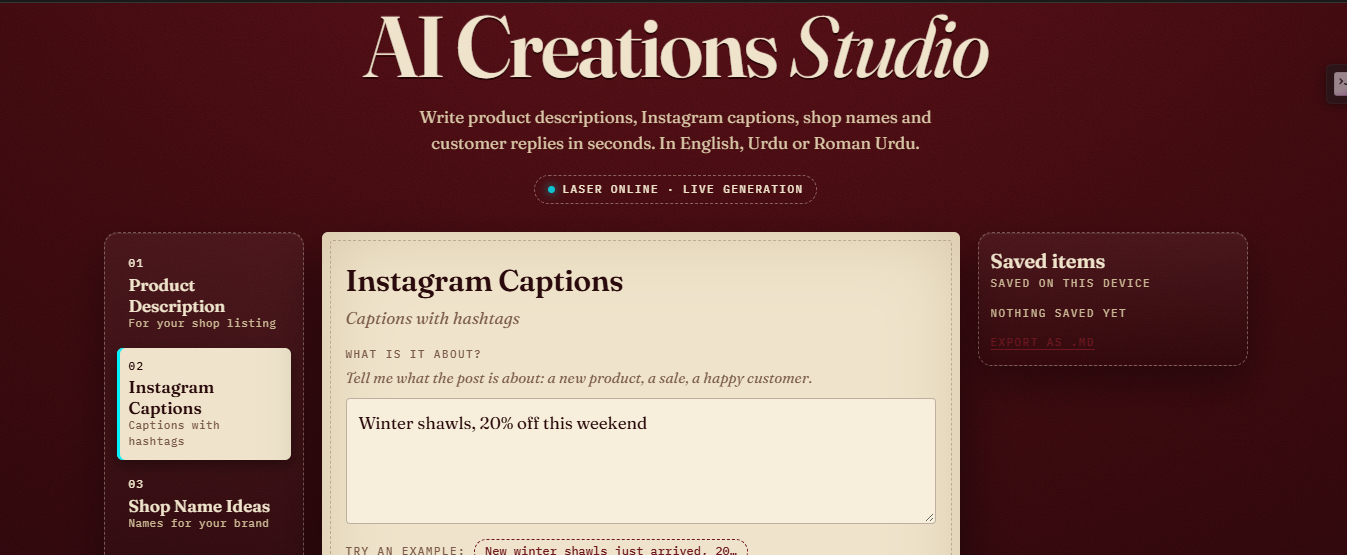 AI Creations Studio
Write product descriptions, Instagram captions, shop names and
customer replies in seconds. In English, Urdu or Roman Urdu.
LASER ONLINE · LIVE GENERATION
01
Product
Description
For your shop listing
02
Instagram
Captions
Captions with
hashtags
03
Shop Name Ideas
Names for your brand
Instagram Captions
Captions with hashtags
WHAT IS IT ABOUT?
Tell me what the post is about: a new product, a sale, a happy customer.
Winter shawls, 20% off this weekend
TRY AN EXAMPLE:
New winter shawls just arrived, 20…
Saved items
SAVED ON THIS DEVICE
NOTHING SAVED YET
EXPORT AS .MD